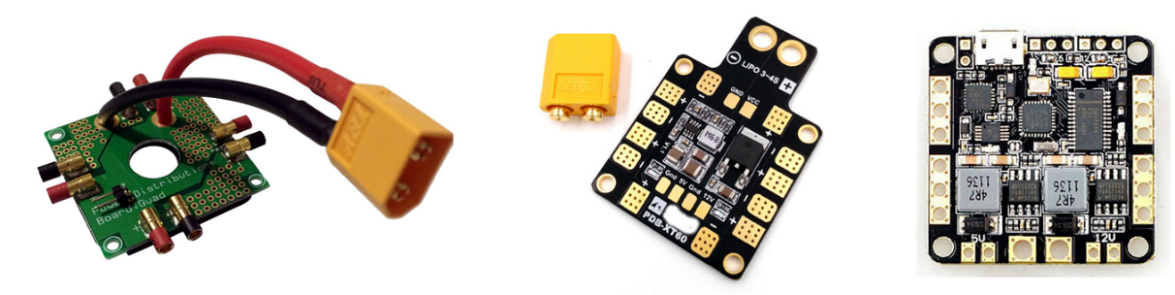 Power Distribution
Board:Quad
XT60
LIPO 3~4S
GND VCC
Gnd 5V Gnd 12V
PDB-XT60
4R7
1136
4R7
1136
5V
12V